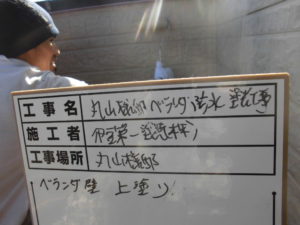 工事名 丸山様邸ベランダ防水塗装工事
施工者
工事場所 丸山様邸
ベランダ壁 上塗り